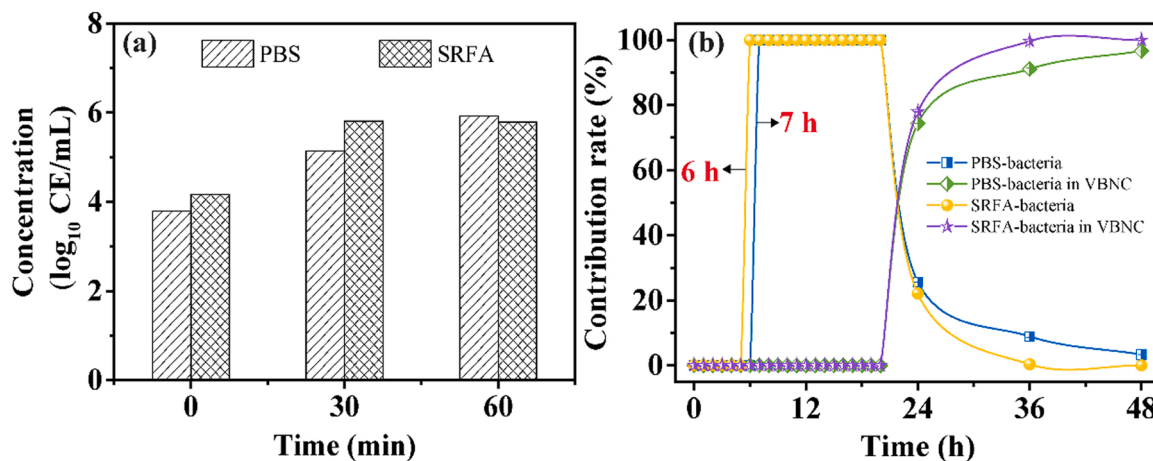 (a)
PBS
SRFA
8
6
4
2
0
Concentration
(log₁₀ CE/mL)
0
30
60
Time (min)
(b)
100
80
60
40
20
0
Contribution rate (%)
7 h
6 h
PBS-bacteria
PBS-bacteria in VBNC
SRFA-bacteria
SRFA-bacteria in VBNC
0
12
24
36
48
Time (h)